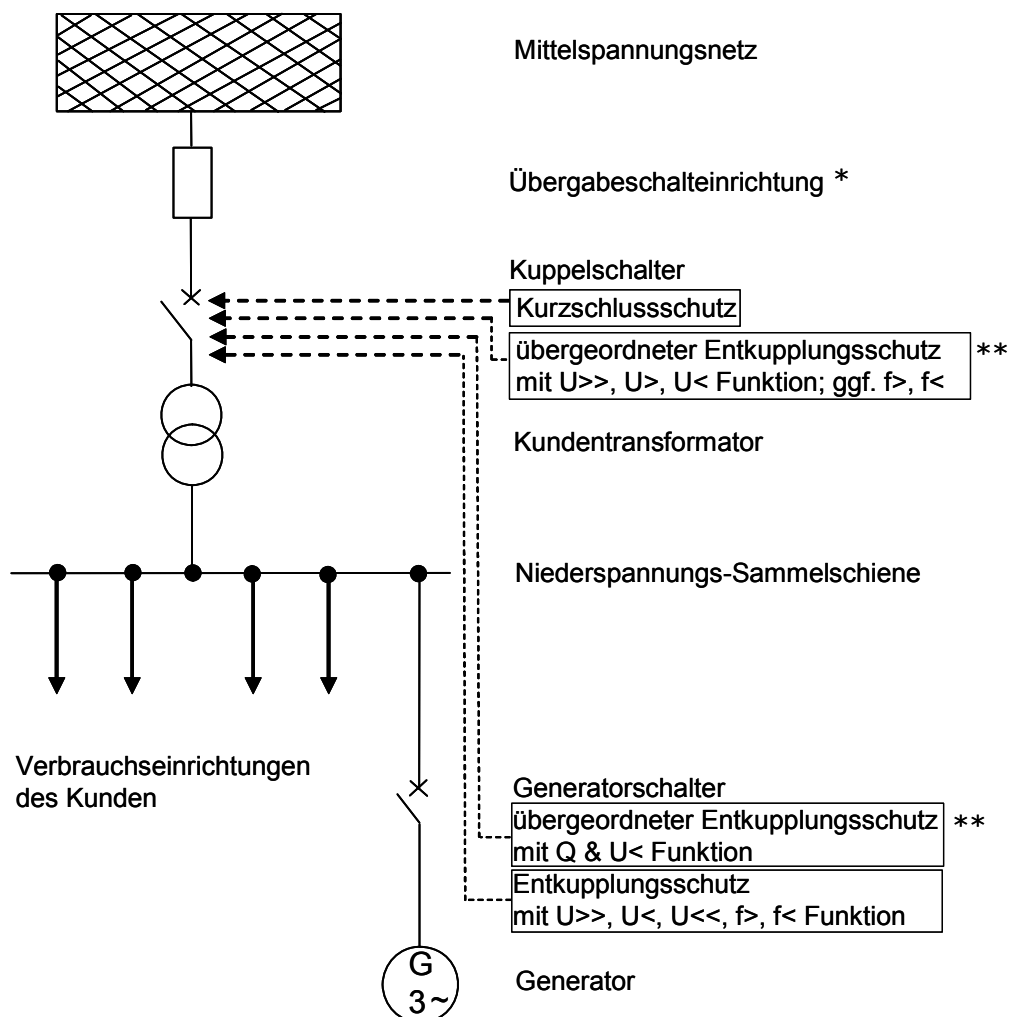 Mittelspannungsnetz
Übergabeschalteinrichtung *
Kuppelschalter
Kurzschlussschutz
übergeordneter Entkupplungsschutz **
mit U>>, U>, U< Funktion; ggf. f>, f<
Kundentransformator
Niederspannungs-Sammelschiene
Verbrauchseinrichtungen
des Kunden
Generatorschalter
übergeordneter Entkupplungsschutz **
mit Q & U< Funktion
Entkupplungsschutz
mit U>>, U<, U<<, f>, f< Funktion
G
3~
Generator